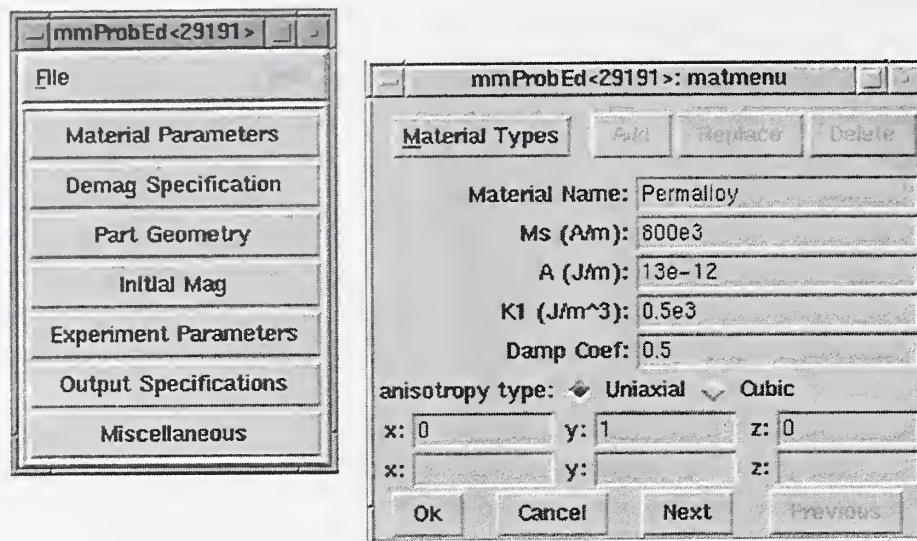 mmProbEd<29191>
File
Material Parameters
Demag Specification
Part Geometry
Initial Mag
Experiment Parameters
Output Specifications
Miscellaneous
mmProbEd<29191>: matmenu
Material Types Add Replace Delete
Material Name: Permalloy
Ms (A/m): 800e3
A (J/m): 13e-12
K1 (J/m^3): 0.5e3
Damp Coef: 0.5
anisotropy type: Uniaxial Cubic
x: 0 y: 1 z: 0
x: y: z:
Ok Cancel Next Previous